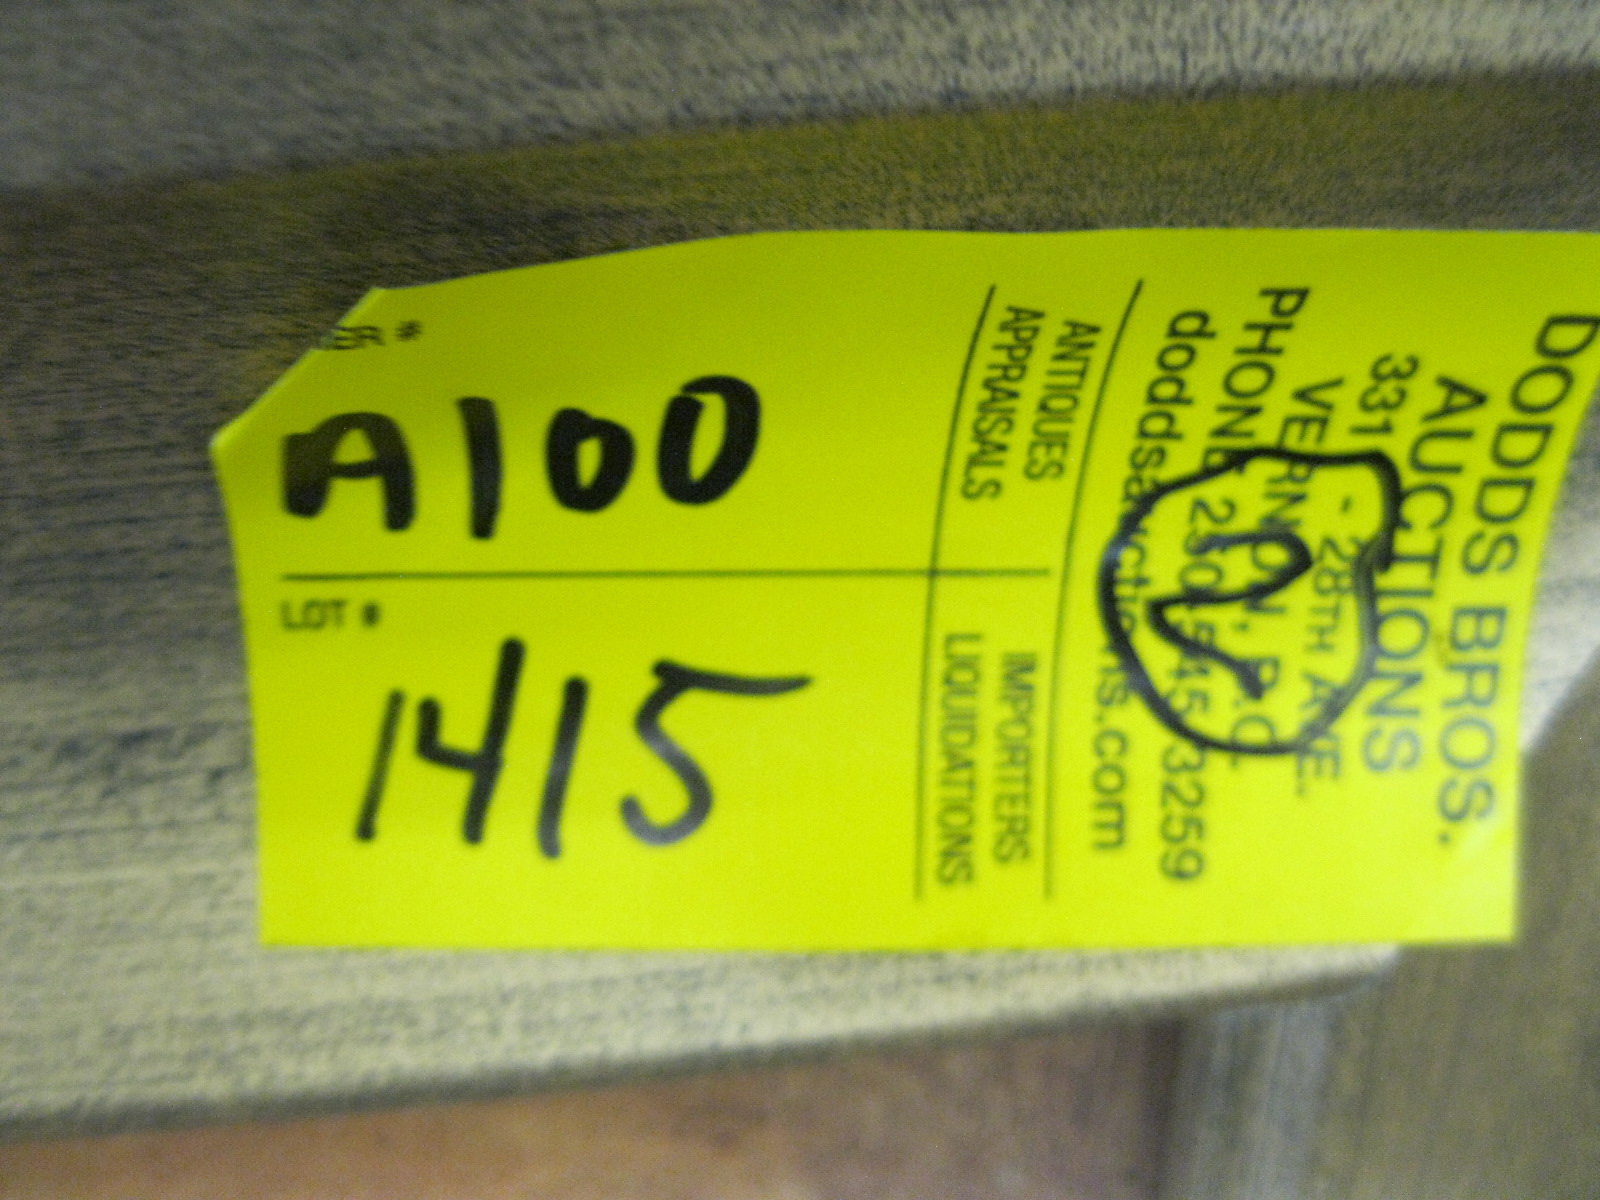 DODDS BROS.
AUCTIONS
331 - 28TH AVE.
VERNON, B.C.
PHONE 250-545-3259
doddsauctions.com
ANTIQUES
APPRAISALS
IMPORTERS
LIQUIDATIONS
#
A100
LOT #
1415